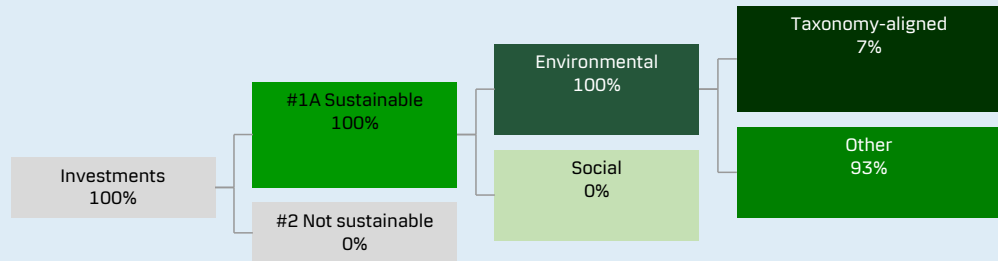 Investments
100%
#1A Sustainable
100%
#2 Not sustainable
0%
Environmental
100%
Social
0%
Taxonomy-aligned
7%
Other
93%